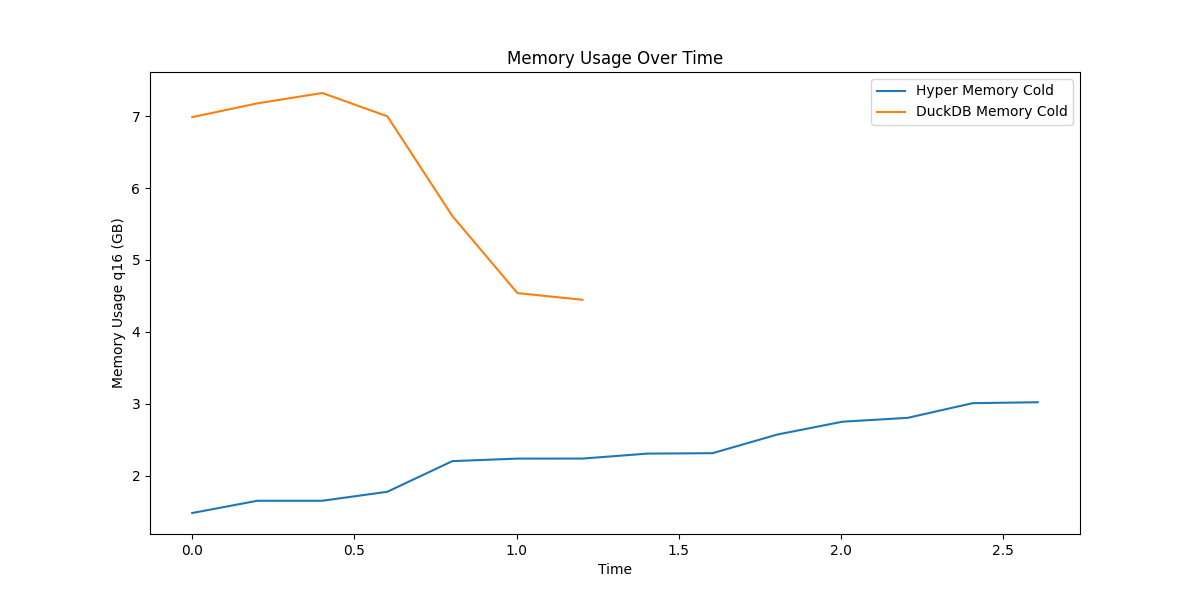 Memory Usage Over Time
Hyper Memory Cold
DuckDB Memory Cold
Memory Usage q16 (GB)
7
6
5
4
3
2
0.0 0.5 1.0 1.5 2.0 2.5
Time